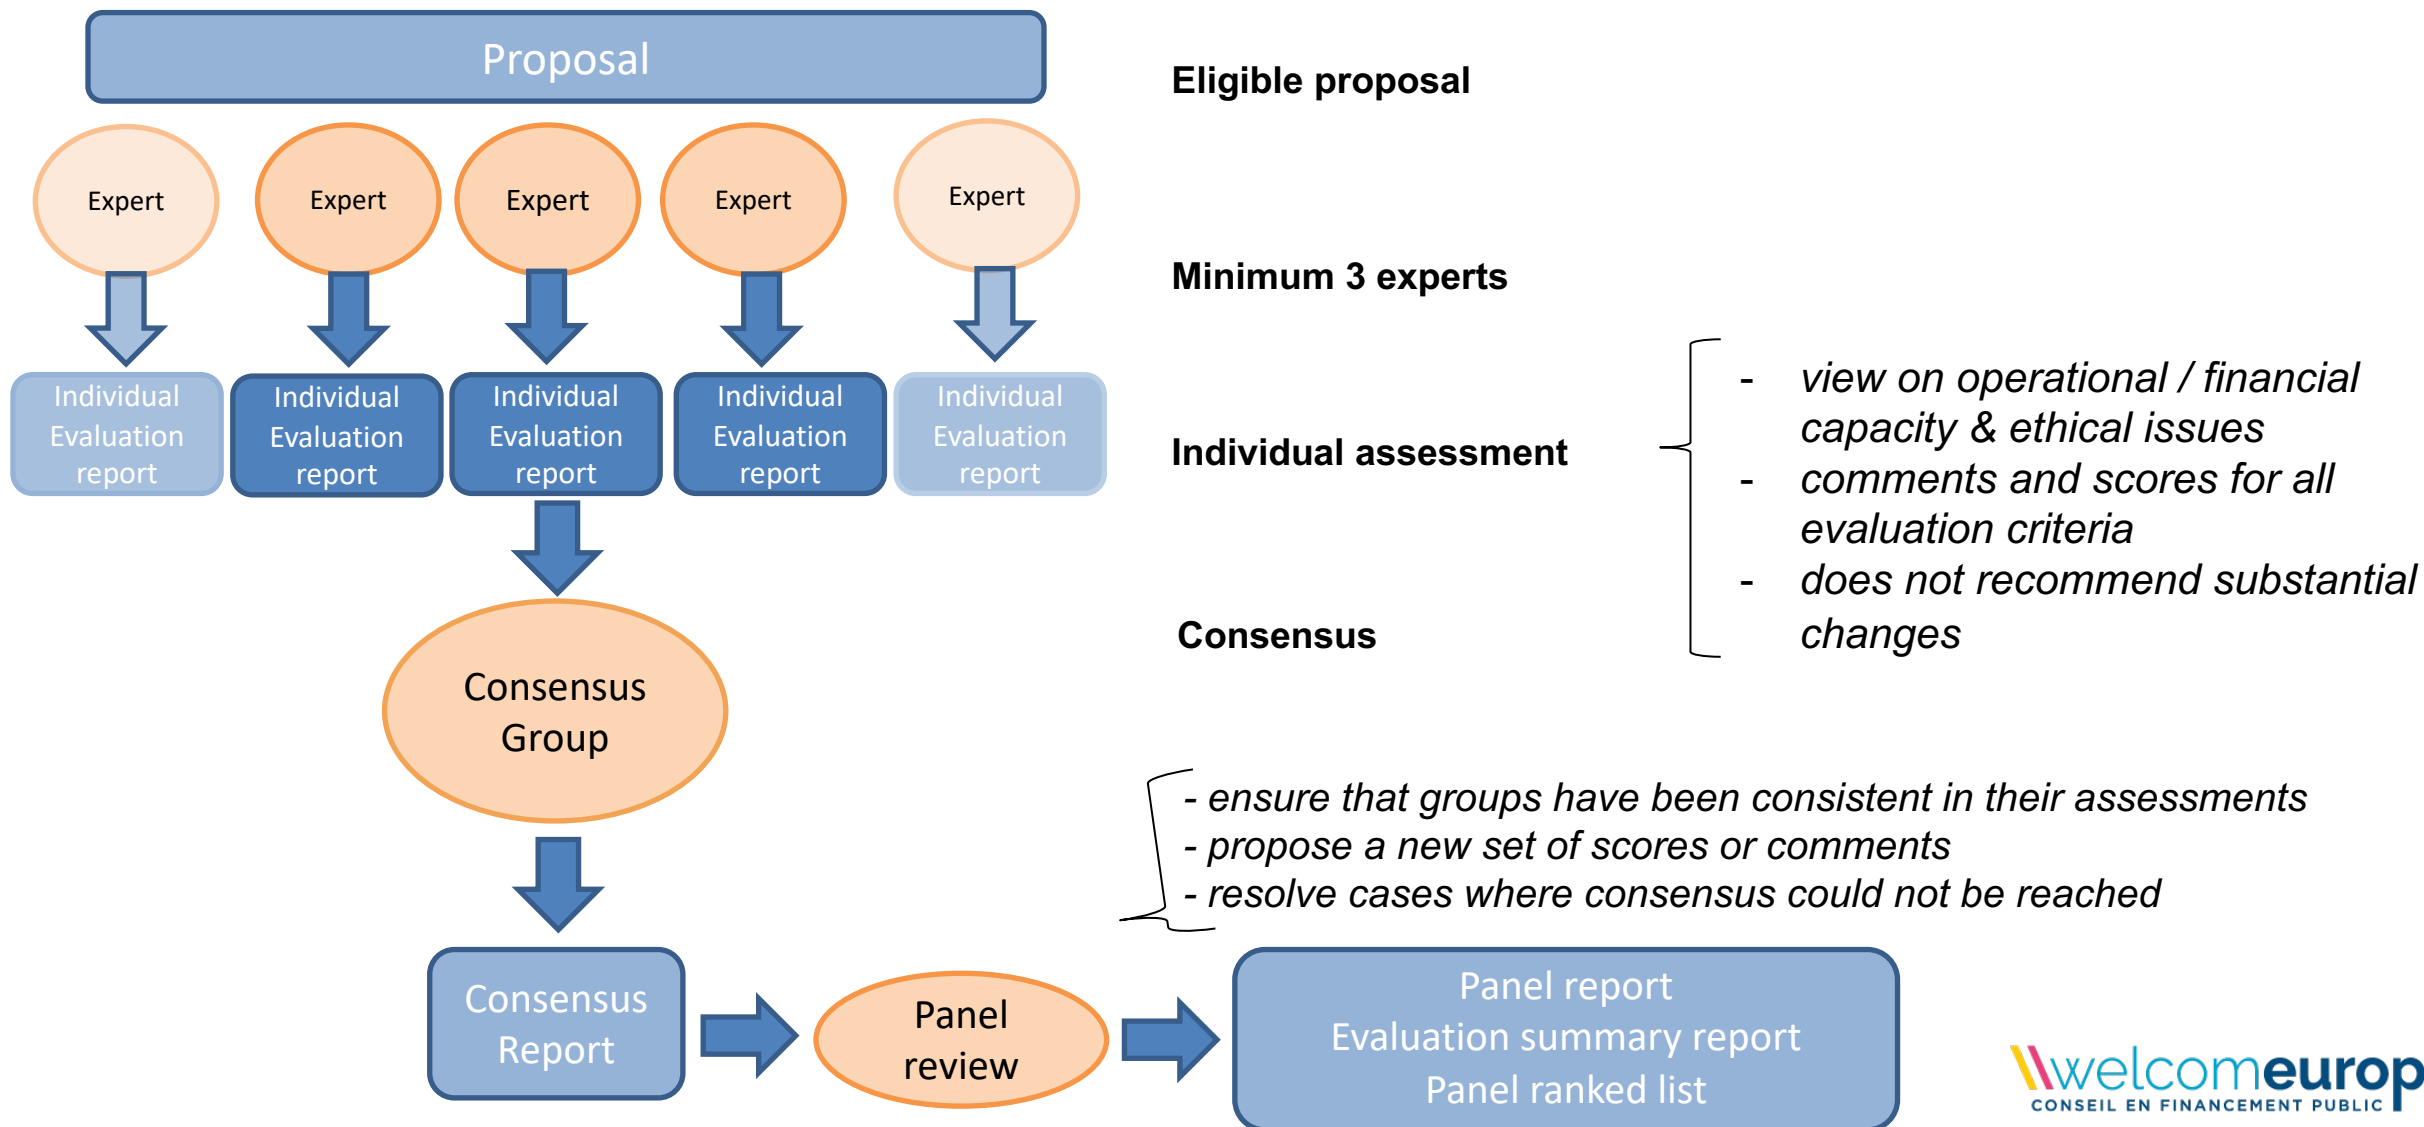 Proposal
Eligible proposal
Expert
Expert
Expert
Expert
Expert
Minimum 3 experts
Individual
Evaluation
report
Individual
Evaluation
report
Individual
Evaluation
report
Individual
Evaluation
report
Individual
Evaluation
report
Individual assessment
- view on operational / financial
capacity & ethical issues
- comments and scores for all
evaluation criteria
- does not recommend substantial
changes
Consensus
Consensus
Group
- ensure that groups have been consistent in their assessments
- propose a new set of scores or comments
- resolve cases where consensus could not be reached
Consensus
Report
Panel
review
Panel report
Evaluation summary report
Panel ranked list
welcomeurop
CONSEIL EN FINANCEMENT PUBLIC